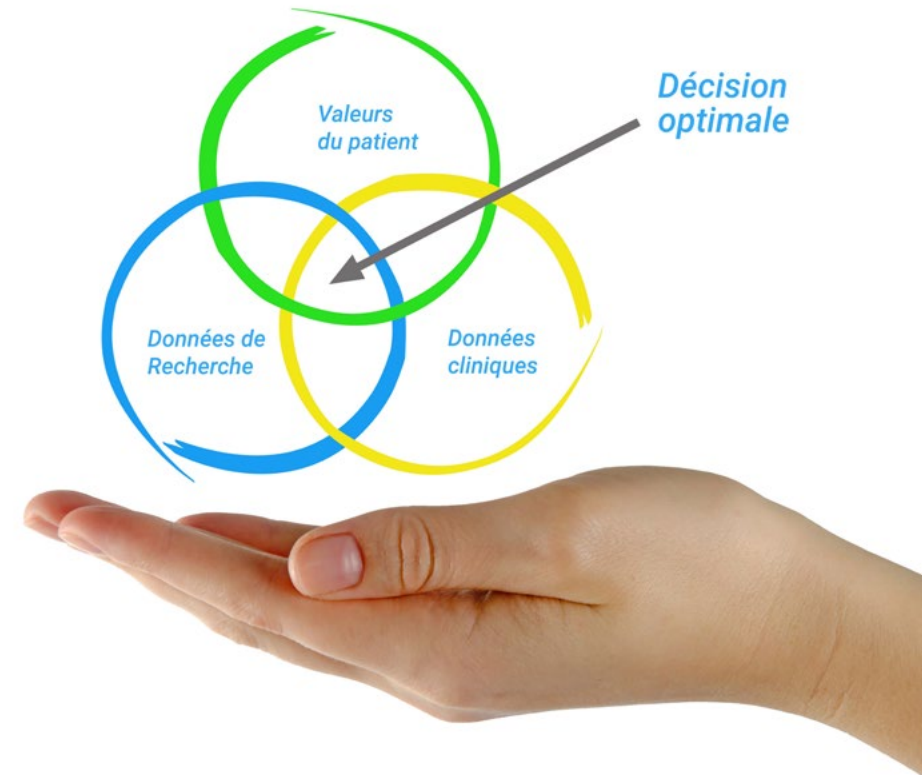 Valeurs
du patient
Décision
optimale
Données de
Recherche
Données
cliniques